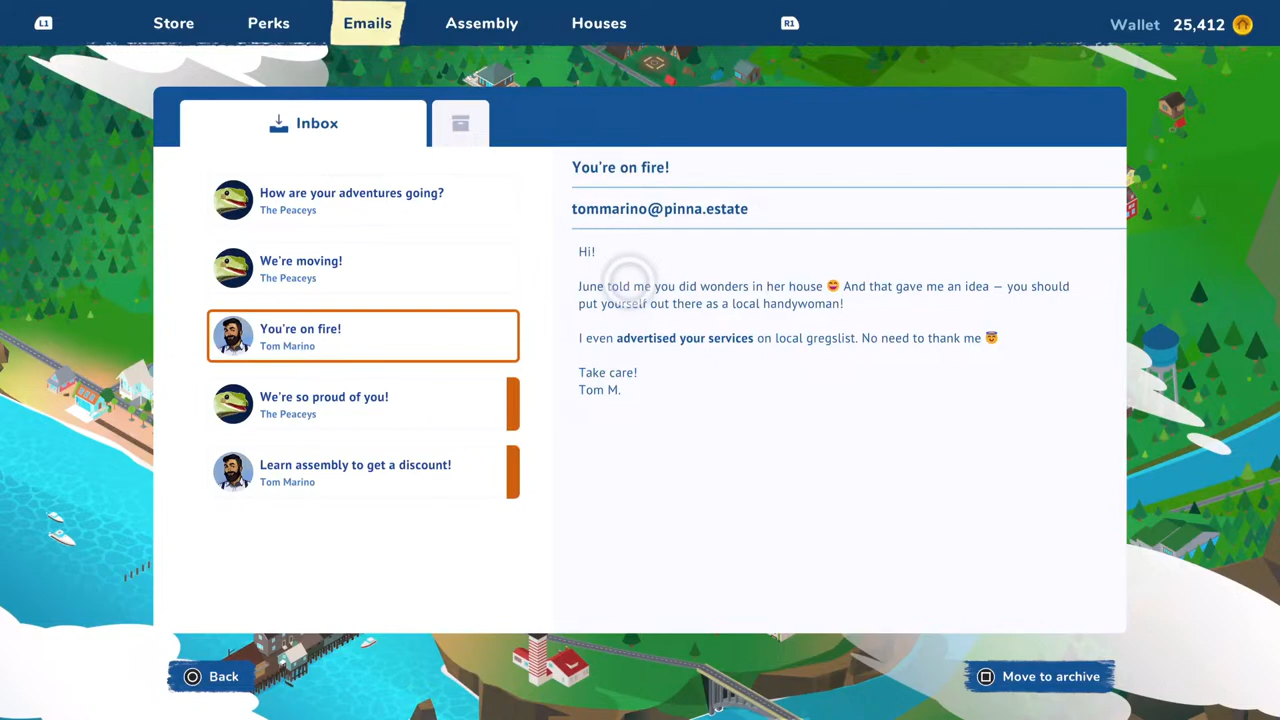 L1
Store
Perks
Emails
Assembly
Houses
R1
Wallet 25,412
Inbox
How are your adventures going?
The Peaceys
We're moving!
The Peaceys
You're on fire!
Tom Marino
We're so proud of you!
The Peaceys
Learn assembly to get a discount!
Tom Marino
You're on fire!
tommarino@pinna.estate
Hi!
June told me you did wonders in her house 😍 And that gave me an idea — you should
put yourself out there as a local handywoman!
I even advertised your services on local gregslist. No need to thank me 😇
Take care!
Tom M.
Back
Move to archive